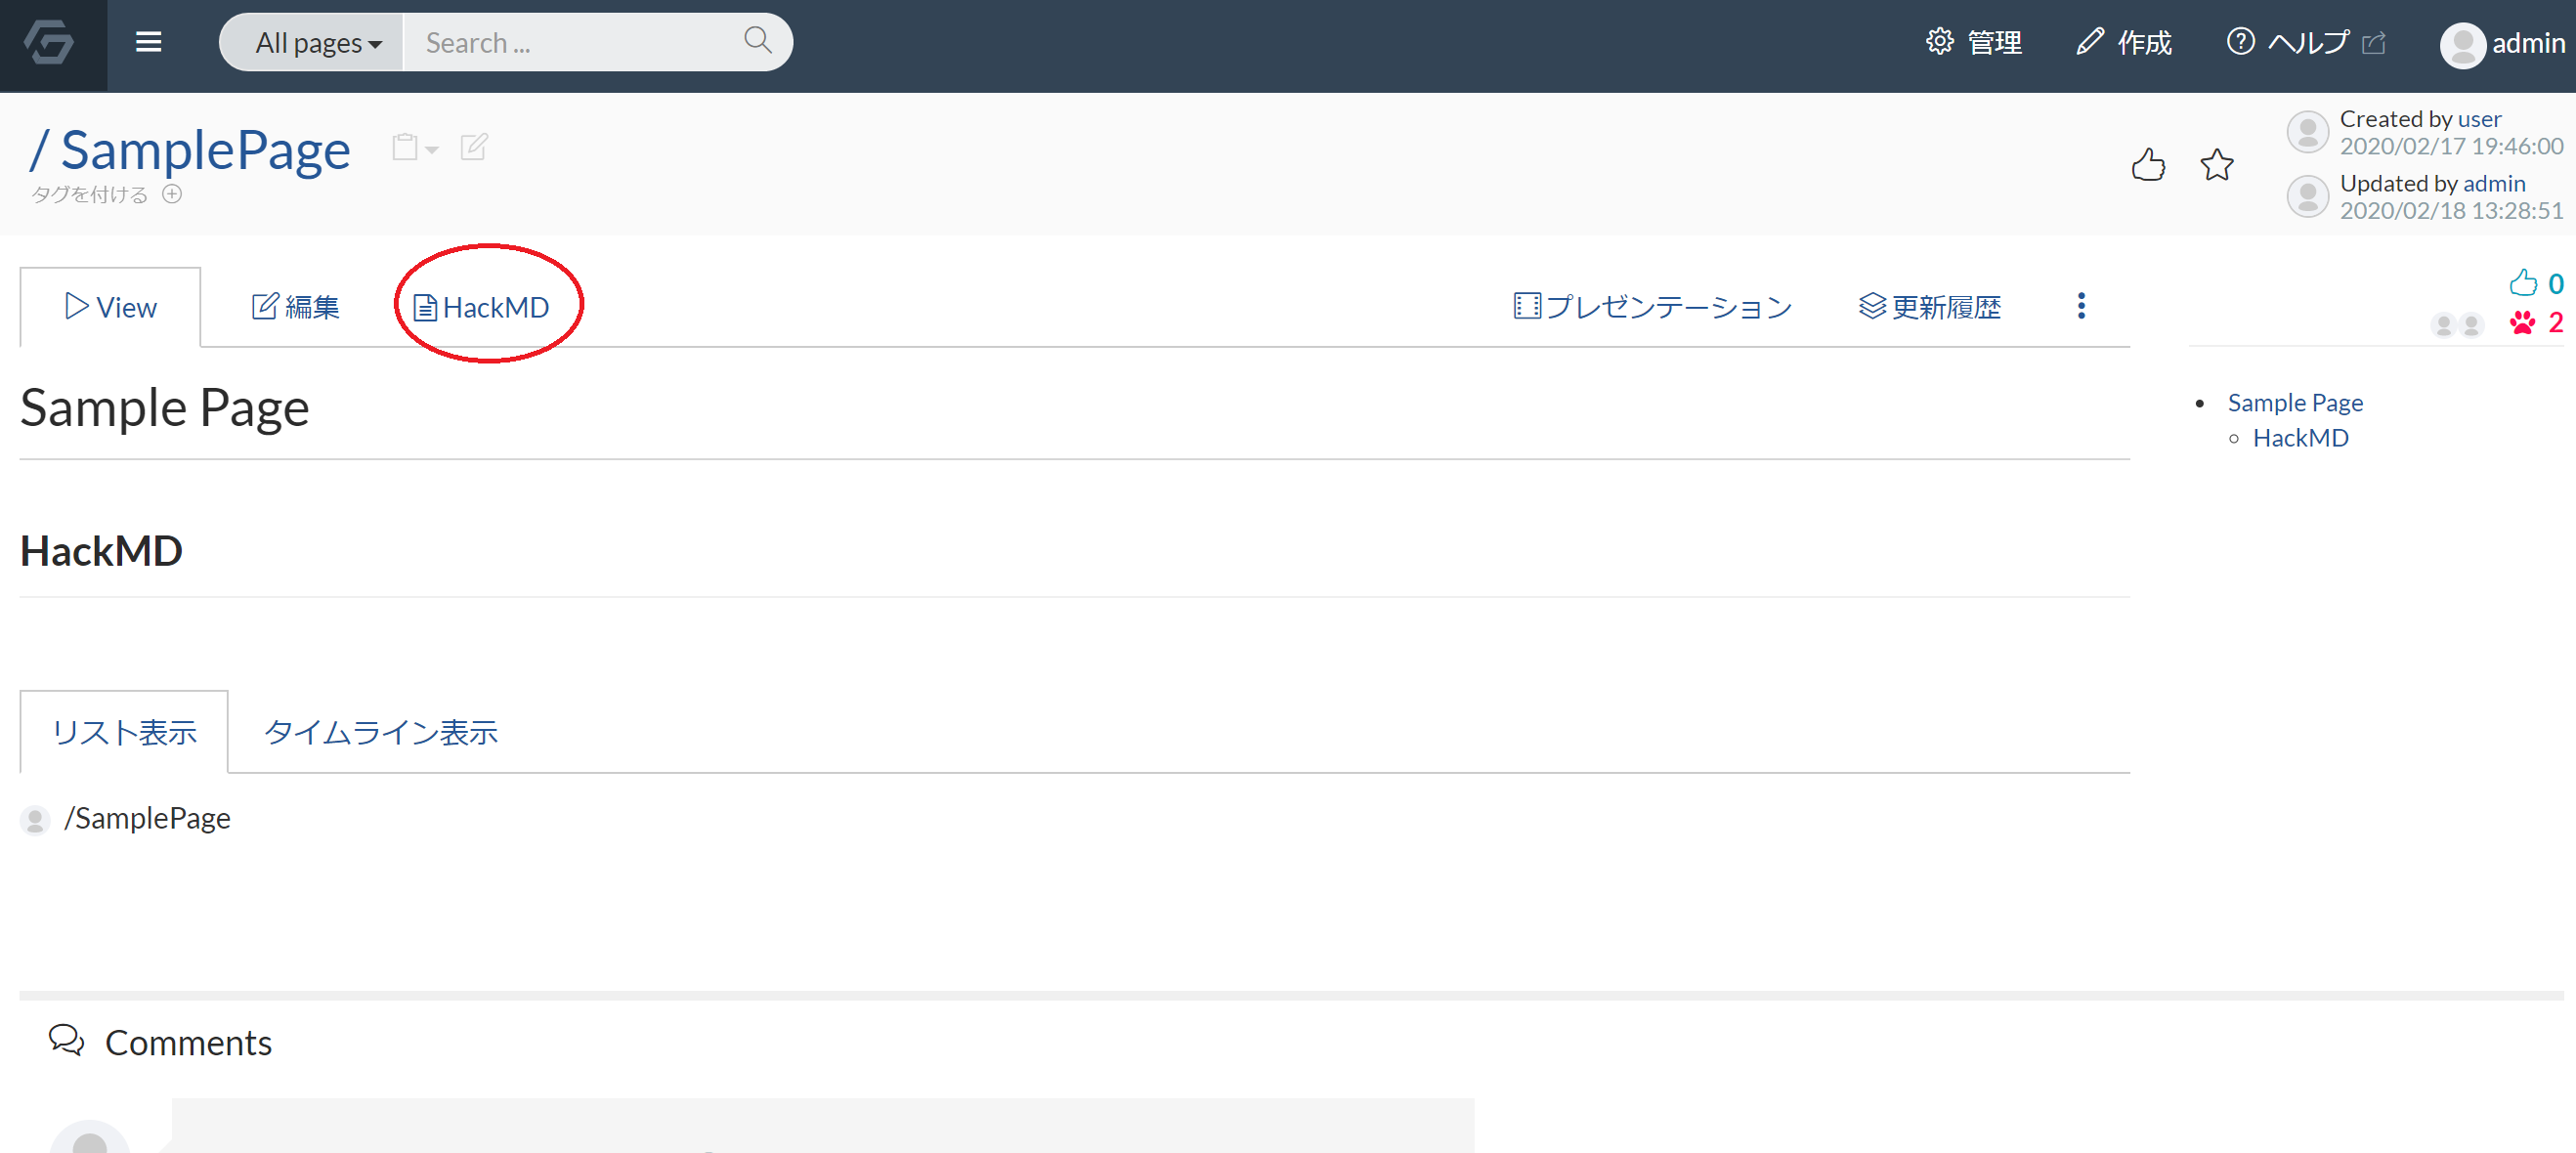 All pages
Search ...
管理
作成
ヘルプ
admin
/ SamplePage
タグを付ける
Created by user
2020/02/17 19:46:00
Updated by admin
2020/02/18 13:28:51
View
編集
HackMD
プレゼンテーション
更新履歴
0
2
Sample Page
Sample Page
HackMD
HackMD
リスト表示
タイムライン表示
/SamplePage
Comments